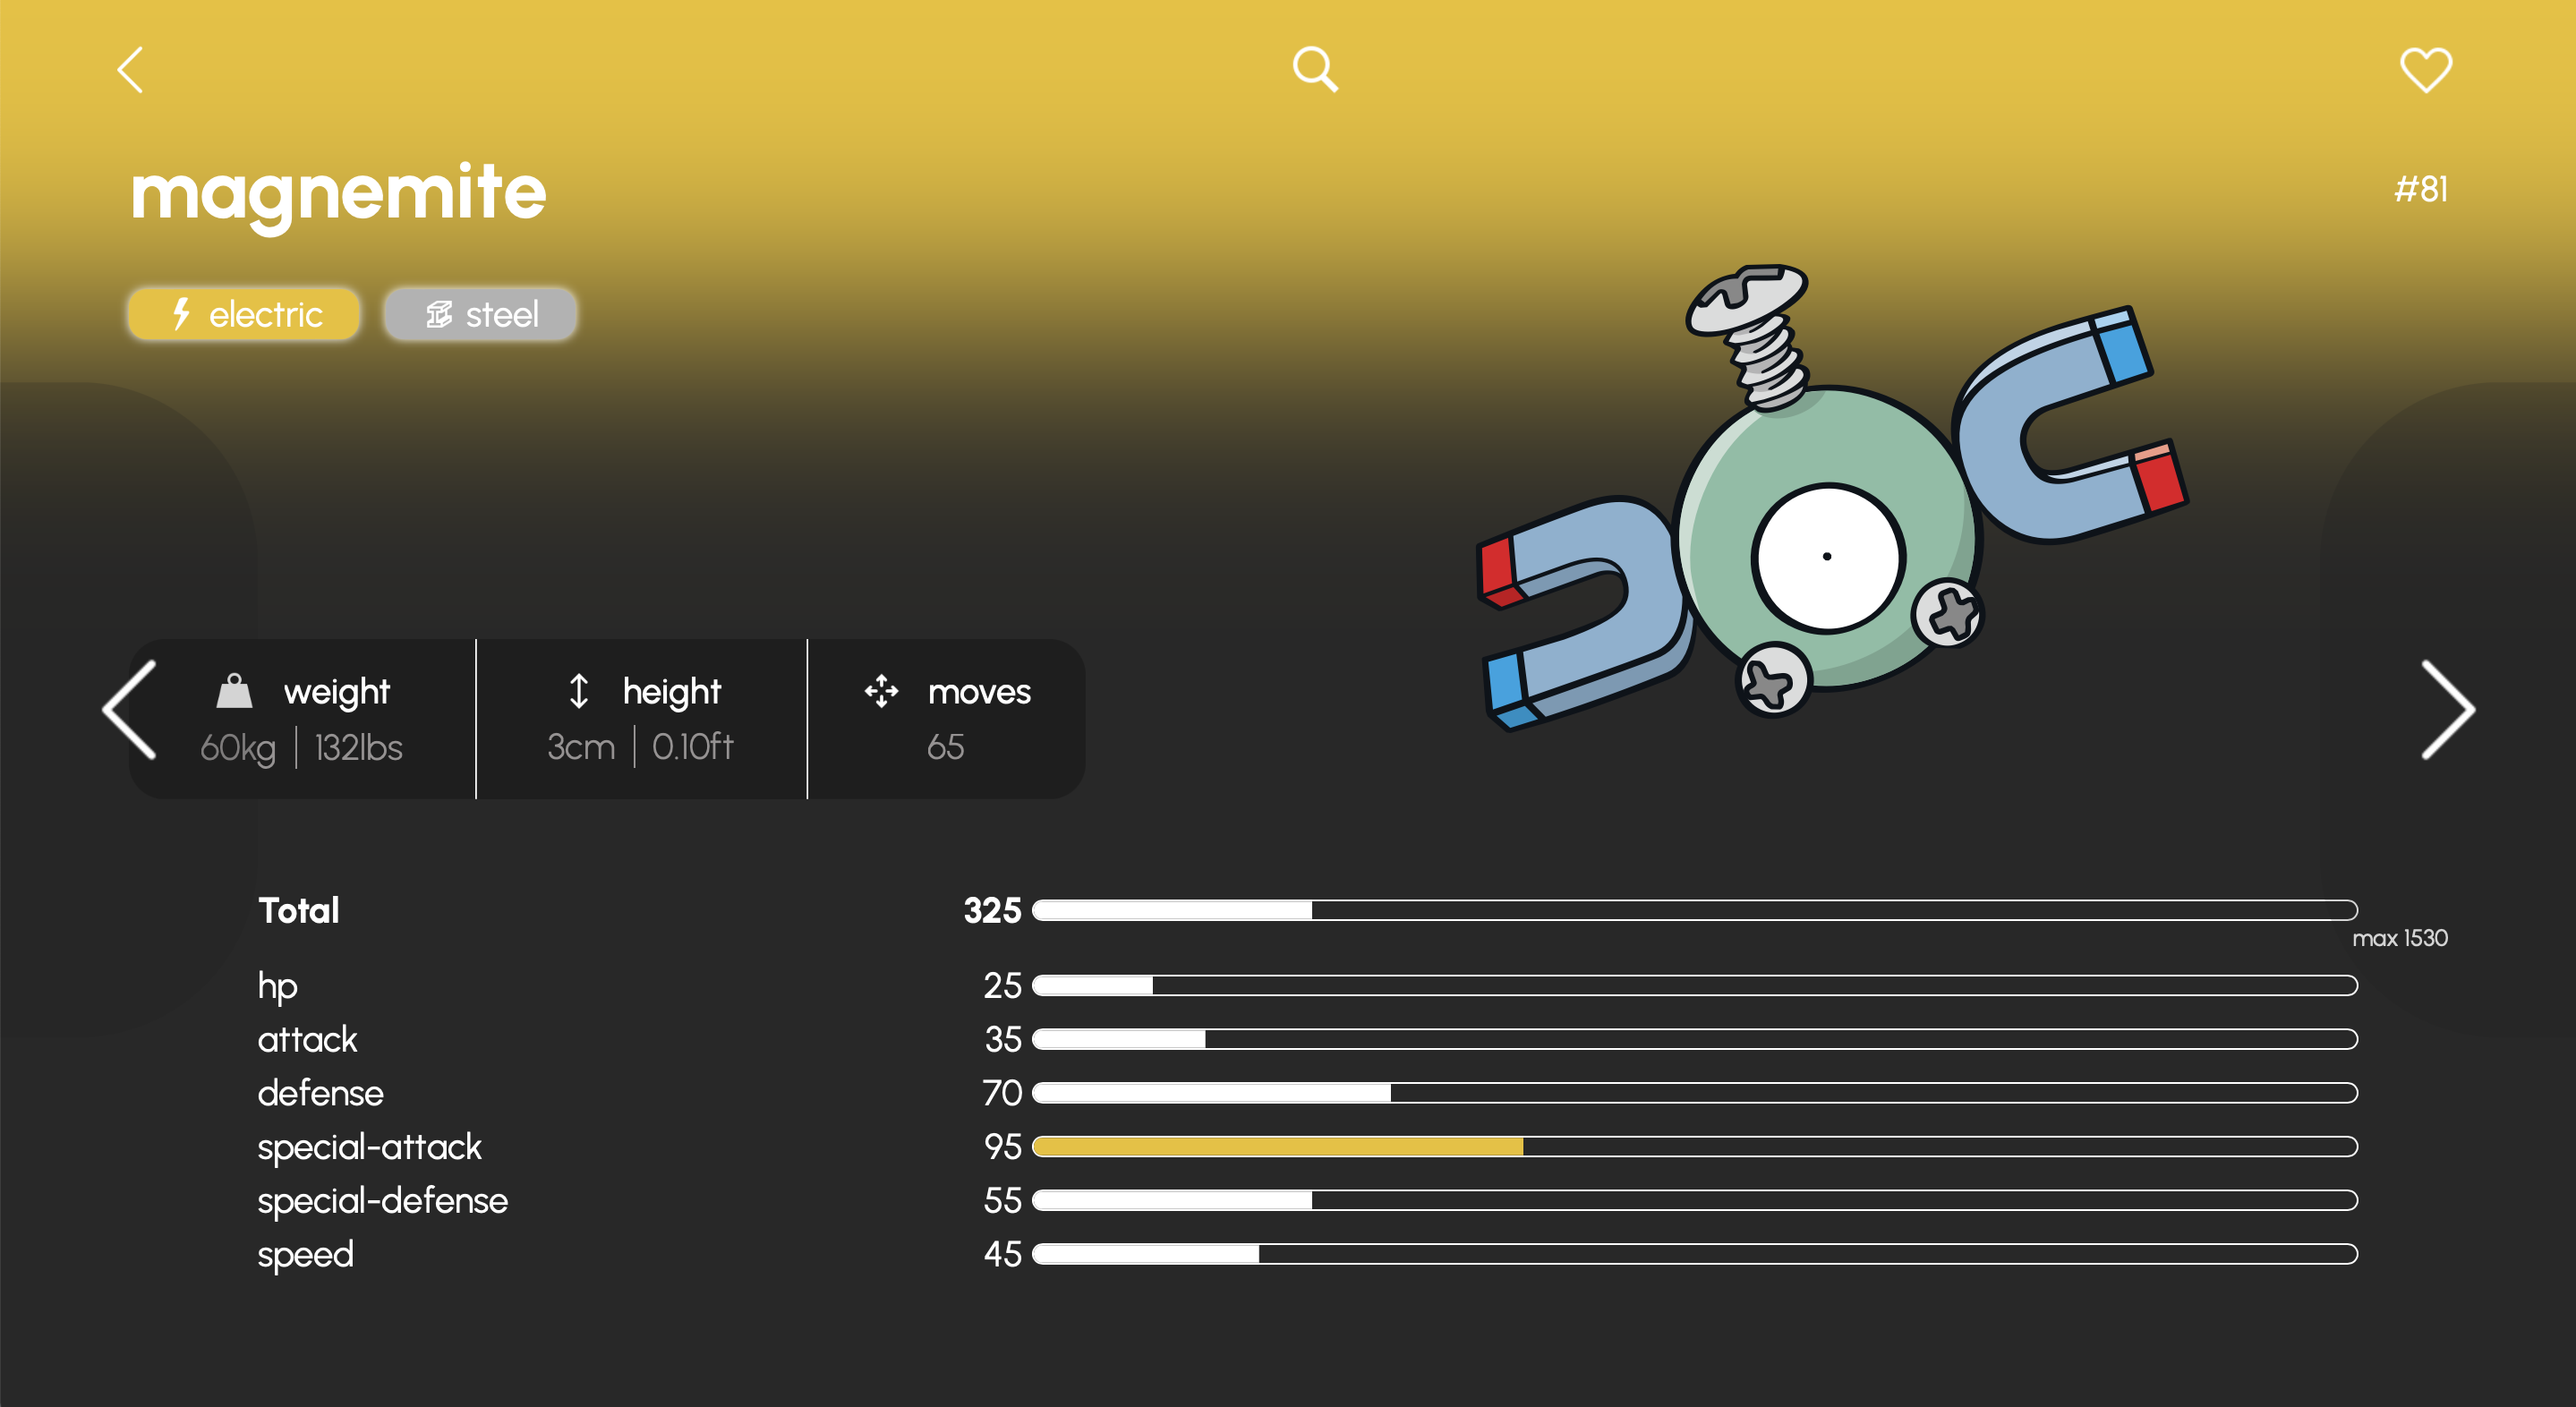 magnemite
#81
electric steel
weight height moves
60kg | 132lbs 3cm | 0.10ft 65
Total 325
max 1530
hp 25
attack 35
defense 70
special-attack 95
special-defense 55
speed 45